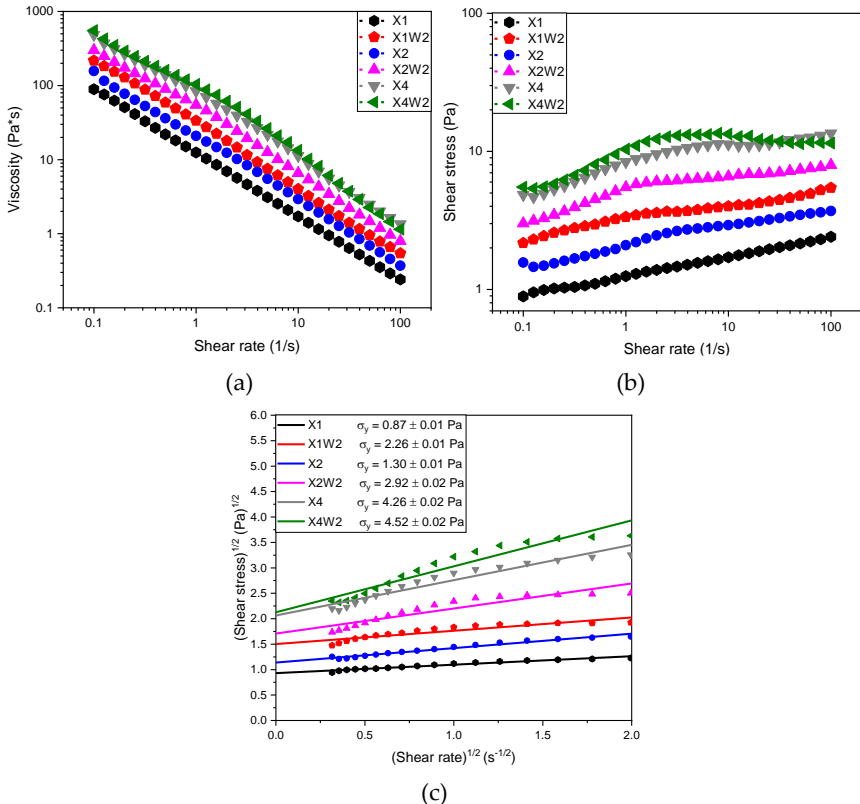 1000
100
10
1
0.1
0.1
1
10
100
Viscosity (Pa*s)
Shear rate (1/s)
X1
X1W2
X2
X2W2
X4
X4W2
(a)
100
10
1
0.1
1
10
100
Shear stress (Pa)
Shear rate (1/s)
X1
X1W2
X2
X2W2
X4
X4W2
(b)
6.0
5.5
5.0
4.5
4.0
3.5
3.0
2.5
2.0
1.5
1.0
0.5
0.0
0.0
0.5
1.0
1.5
2.0
(Shear stress)^1/2 (Pa)^1/2
(Shear rate)^1/2 (s^-1/2)
X1 σy = 0.87 ± 0.01 Pa
X1W2 σy = 2.26 ± 0.01 Pa
X2 σy = 1.30 ± 0.01 Pa
X2W2 σy = 2.92 ± 0.02 Pa
X4 σy = 4.26 ± 0.02 Pa
X4W2 σy = 4.52 ± 0.02 Pa
(c)